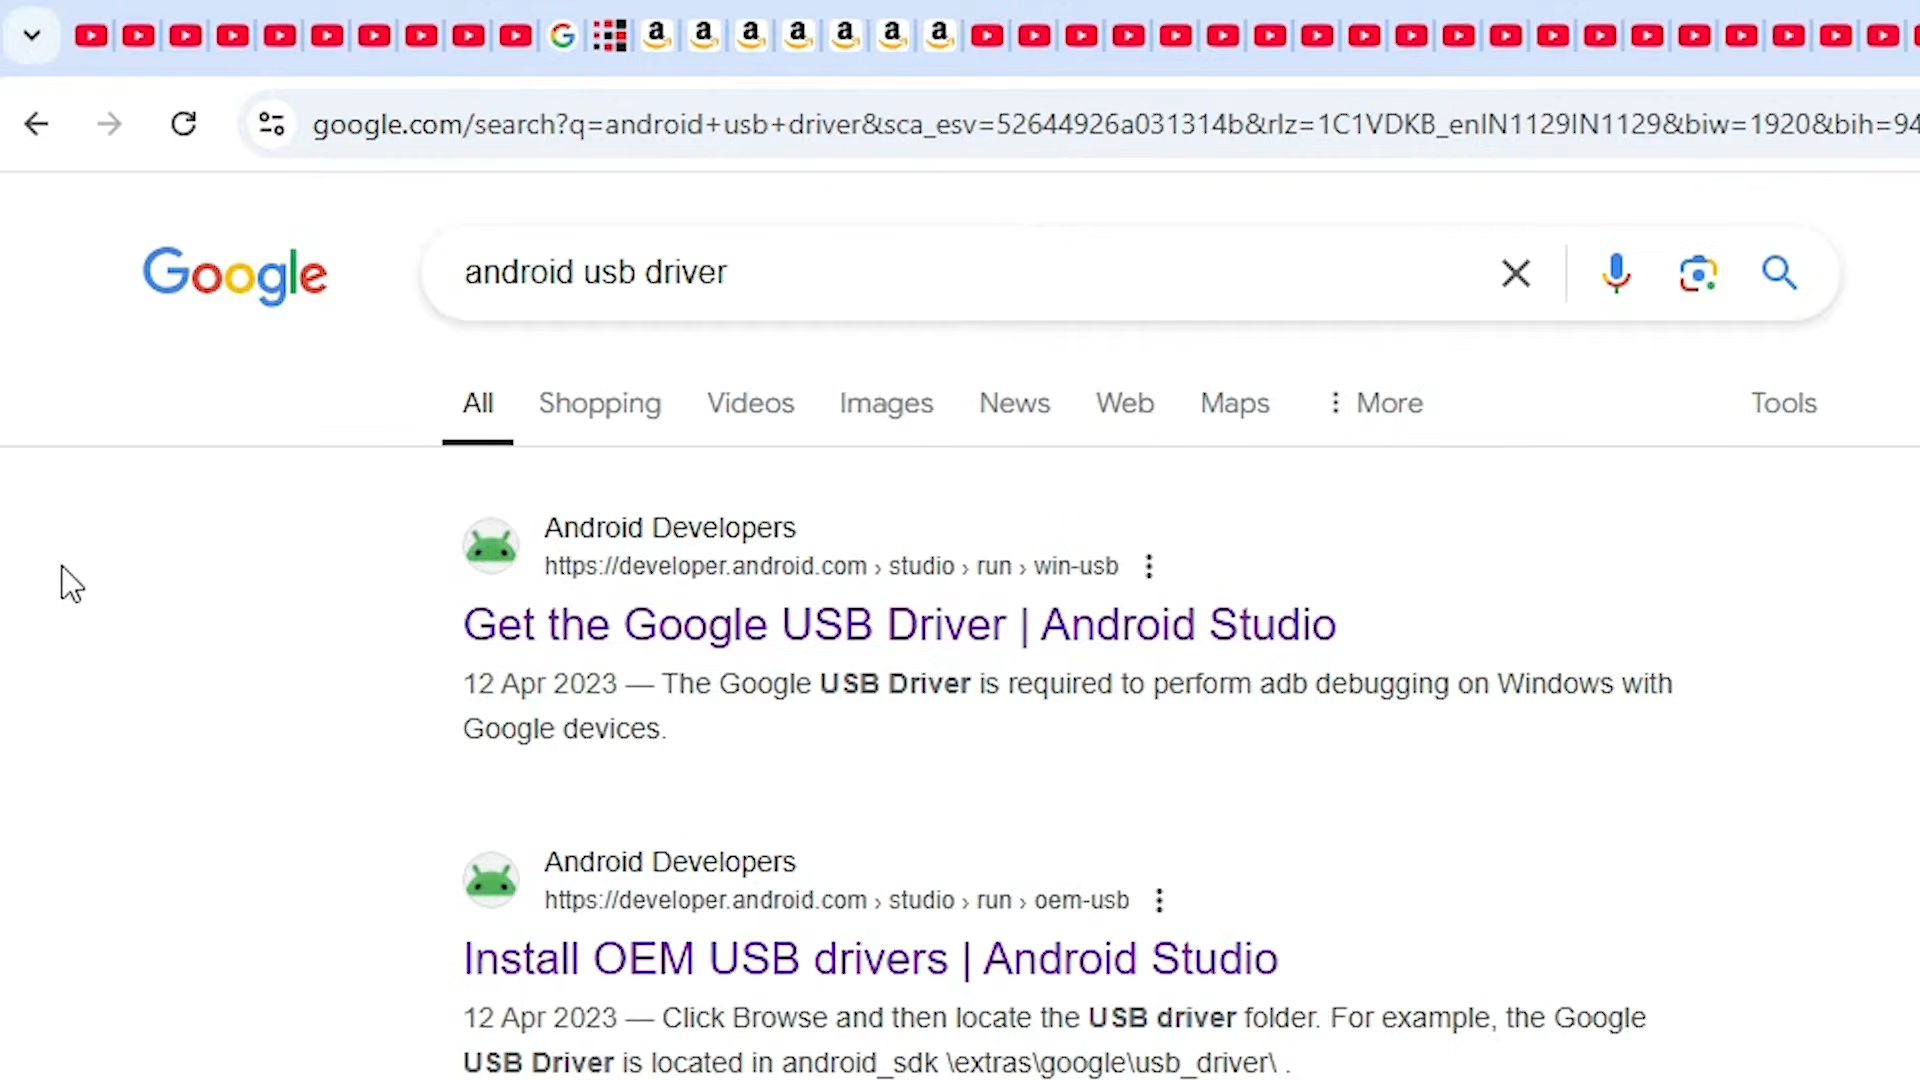 google.com/search?q=android+usb+driver&sca_esv=52644926a031314b&rlz=1C1VDKB_enIN1129IN1129&biw=1920&bih=94
Google
android usb driver
All Shopping Videos Images News Web Maps More Tools
Android Developers
https://developer.android.com › studio › run › win-usb
Get the Google USB Driver | Android Studio
12 Apr 2023 — The Google USB Driver is required to perform adb debugging on Windows with
Google devices.
Android Developers
https://developer.android.com › studio › run › oem-usb
Install OEM USB drivers | Android Studio
12 Apr 2023 — Click Browse and then locate the USB driver folder. For example, the Google
USB Driver is located in android_sdk \extras\google\usb_driver\ .